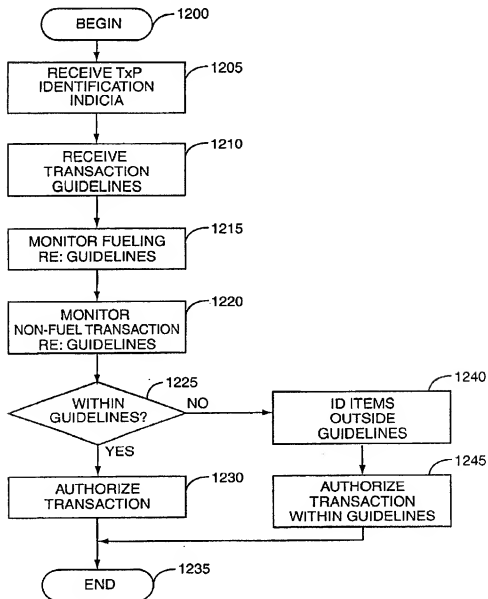 BEGIN
1200
RECEIVE TxP
IDENTIFICATION
INDICIA
1205
RECEIVE
TRANSACTION
GUIDELINES
1210
MONITOR FUELING
RE: GUIDELINES
1215
MONITOR
NON-FUEL TRANSACTION
RE: GUIDELINES
1220
WITHIN
GUIDELINES?
1225
NO
YES
ID ITEMS
OUTSIDE
GUIDELINES
1240
AUTHORIZE
TRANSACTION
1230
AUTHORIZE
TRANSACTION
WITHIN GUIDELINES
1245
END
1235